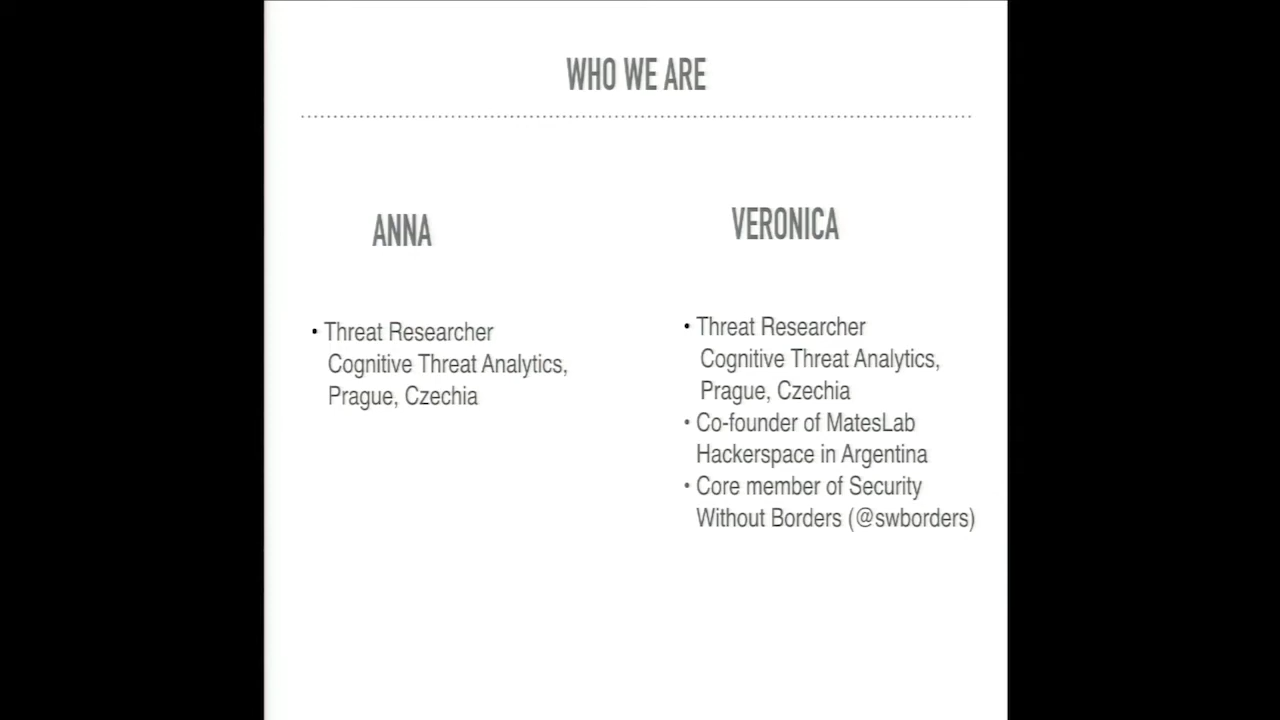 WHO WE ARE
ANNA
• Threat Researcher
Cognitive Threat Analytics,
Prague, Czechia
VERONICA
• Threat Researcher
Cognitive Threat Analytics,
Prague, Czechia
• Co-founder of MatesLab
Hackerspace in Argentina
• Core member of Security
Without Borders (@swborders)